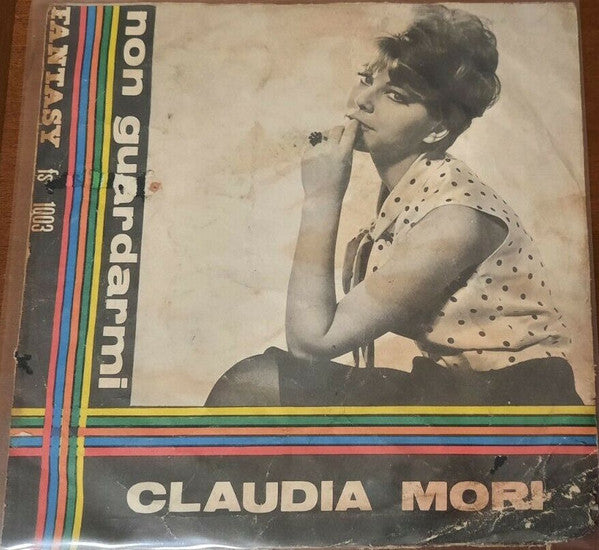 FANTASY fs 1003
non guardarmi
CLAUDIA MORI